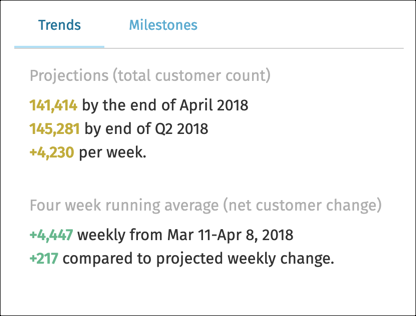 Trends Milestones
Projections (total customer count)
141,414 by the end of April 2018
145,281 by end of Q2 2018
+4,230 per week.
Four week running average (net customer change)
+4,447 weekly from Mar 11-Apr 8, 2018
+217 compared to projected weekly change.